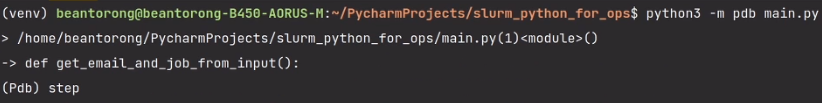 (venv) beantorong@beantorong-B450-AORUS-M:~/PycharmProjects/slurm_python_for_ops$ python3 -m pdb main.py
> /home/beantorong/PycharmProjects/slurm_python_for_ops/main.py(1)<module>()
-> def get_email_and_job_from_input():
(Pdb) step